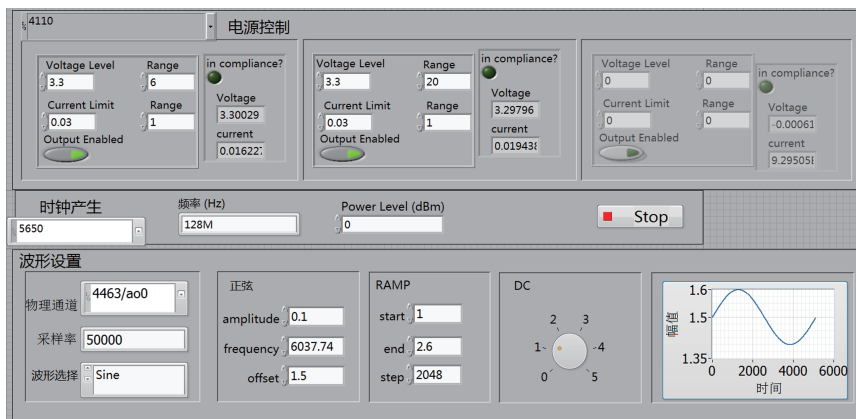 4110
电源控制
Voltage Level Range
3.3 6
Current Limit Range
0.03 1
Output Enabled
in compliance?
Voltage
3.30029
current
0.016227
Voltage Level Range
3.3 20
Current Limit Range
0.03 1
Output Enabled
in compliance?
Voltage
3.29796
current
0.019438
Voltage Level Range
0 0
Current Limit Range
0 0
Output Enabled
in compliance?
Voltage
-0.00061
current
9.29505
时钟产生
5650
频率 (Hz)
128M
Power Level (dBm)
0
Stop
波形设置
物理通道 4463/ao0
采样率 50000
波形选择 Sine
正弦
amplitude 0.1
frequency 6037.74
offset 1.5
RAMP
start 1
end 2.6
step 2048
DC
0 1 2 3 4 5
幅值
1.6
1.5
1.35
0 2000 4000 6000
时间